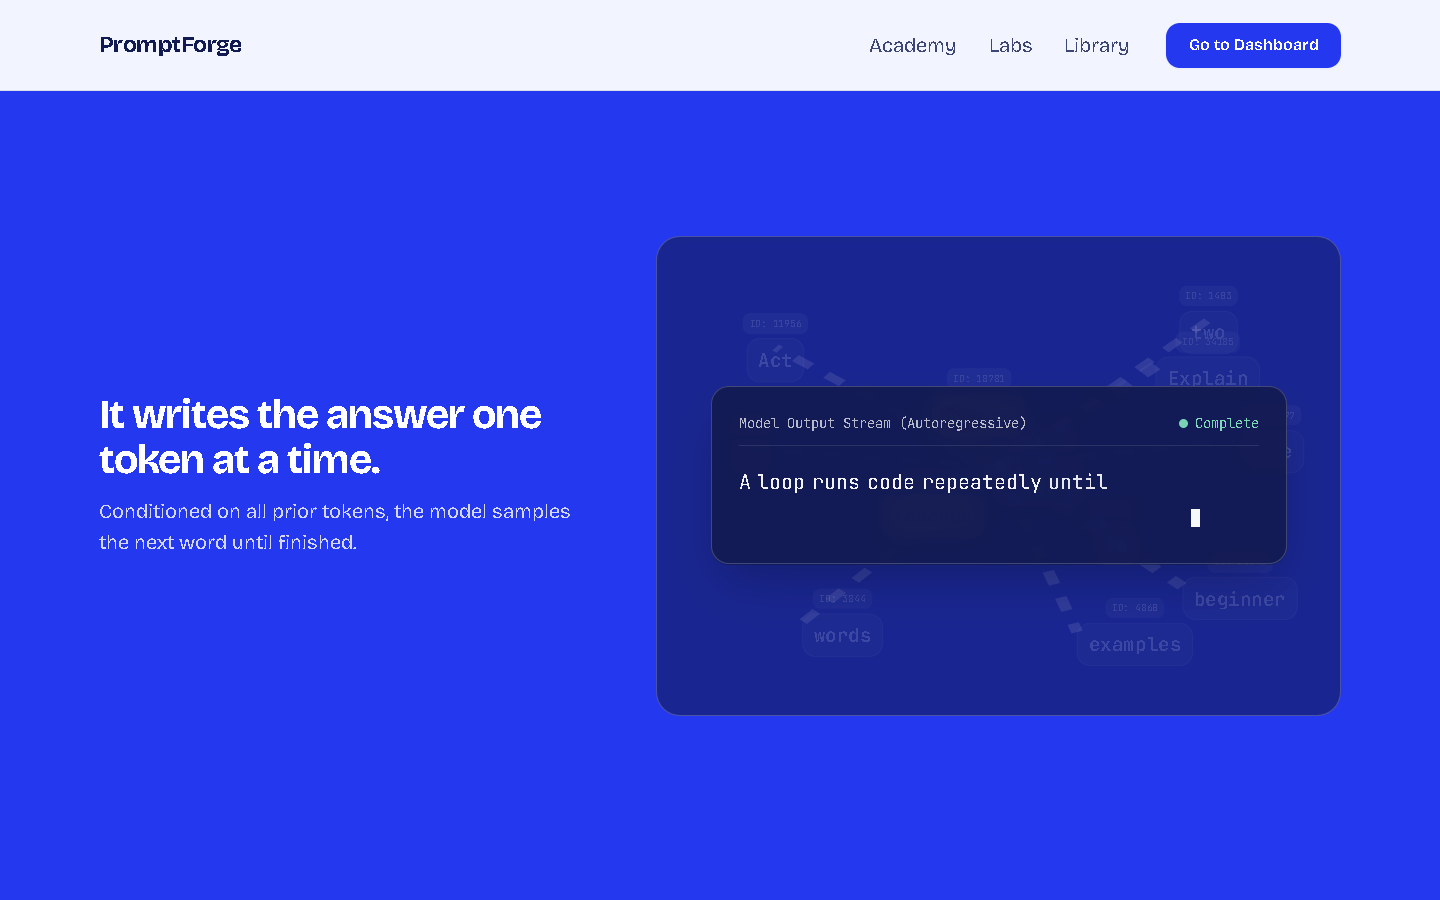 PromptForge
Academy
Labs
Library
Go to Dashboard
It writes the answer one
token at a time.
Conditioned on all prior tokens, the model samples
the next word until finished.
ID: 1483
two
ID: 11956
Act
Explain
ID: 18781
Model Output Stream (Autoregressive)
Complete
A loop runs code repeatedly until
ID: 3844
words
ID: 4868
examples
beginner